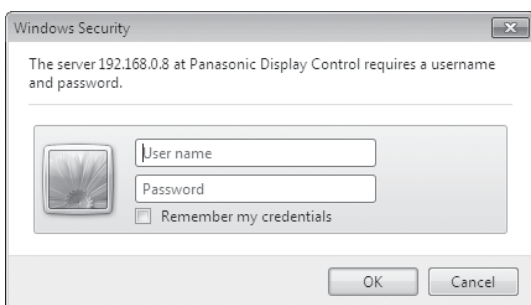 Windows Security
The server 192.168.0.8 at Panasonic Display Control requires a username
and password.
User name
Password
Remember my credentials
OK
Cancel